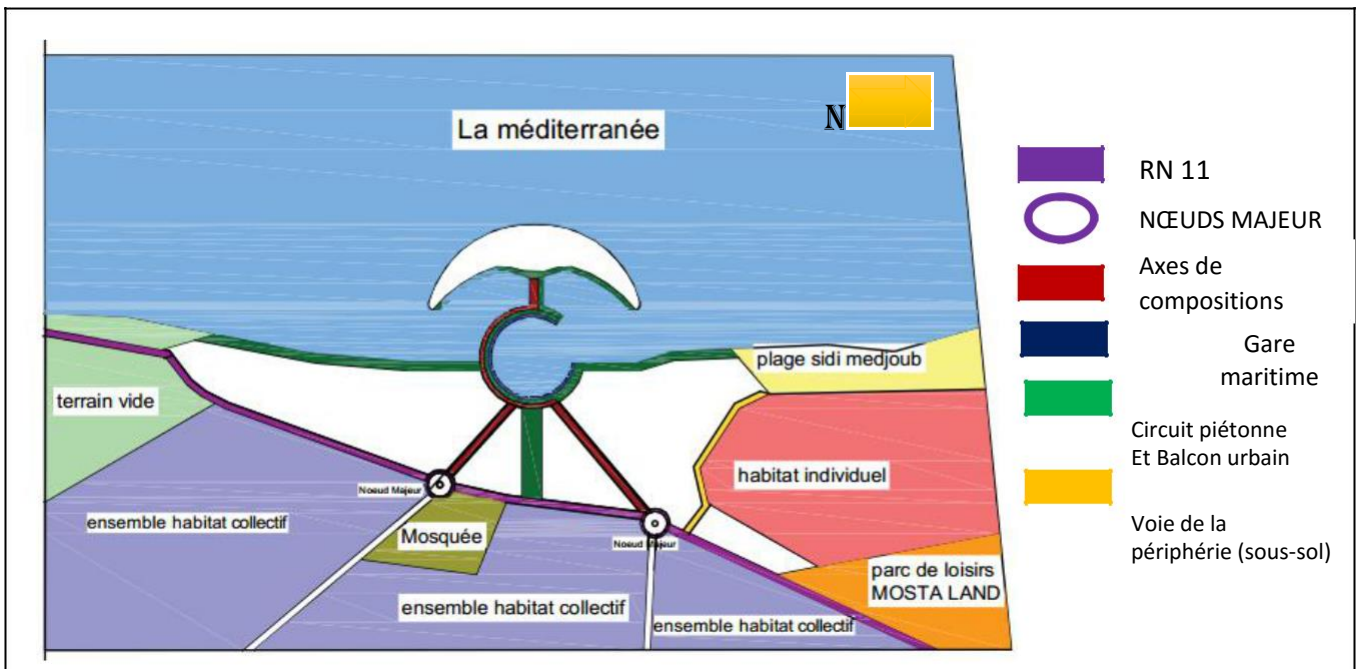 N
La méditerranée
RN 11
NŒUDS MAJEUR
Axes de
compositions
Gare
maritime
plage sidi medjoub
terrain vide
Circuit piétonne
Et Balcon urbain
habitat individuel
Noeud Majeur
ensemble habitat collectif
Mosquée
Noeud Majeur
Voie de la
périphérie (sous-sol)
parc de loisirs
MOSTA LAND
ensemble habitat collectif
ensemble habitat collectif